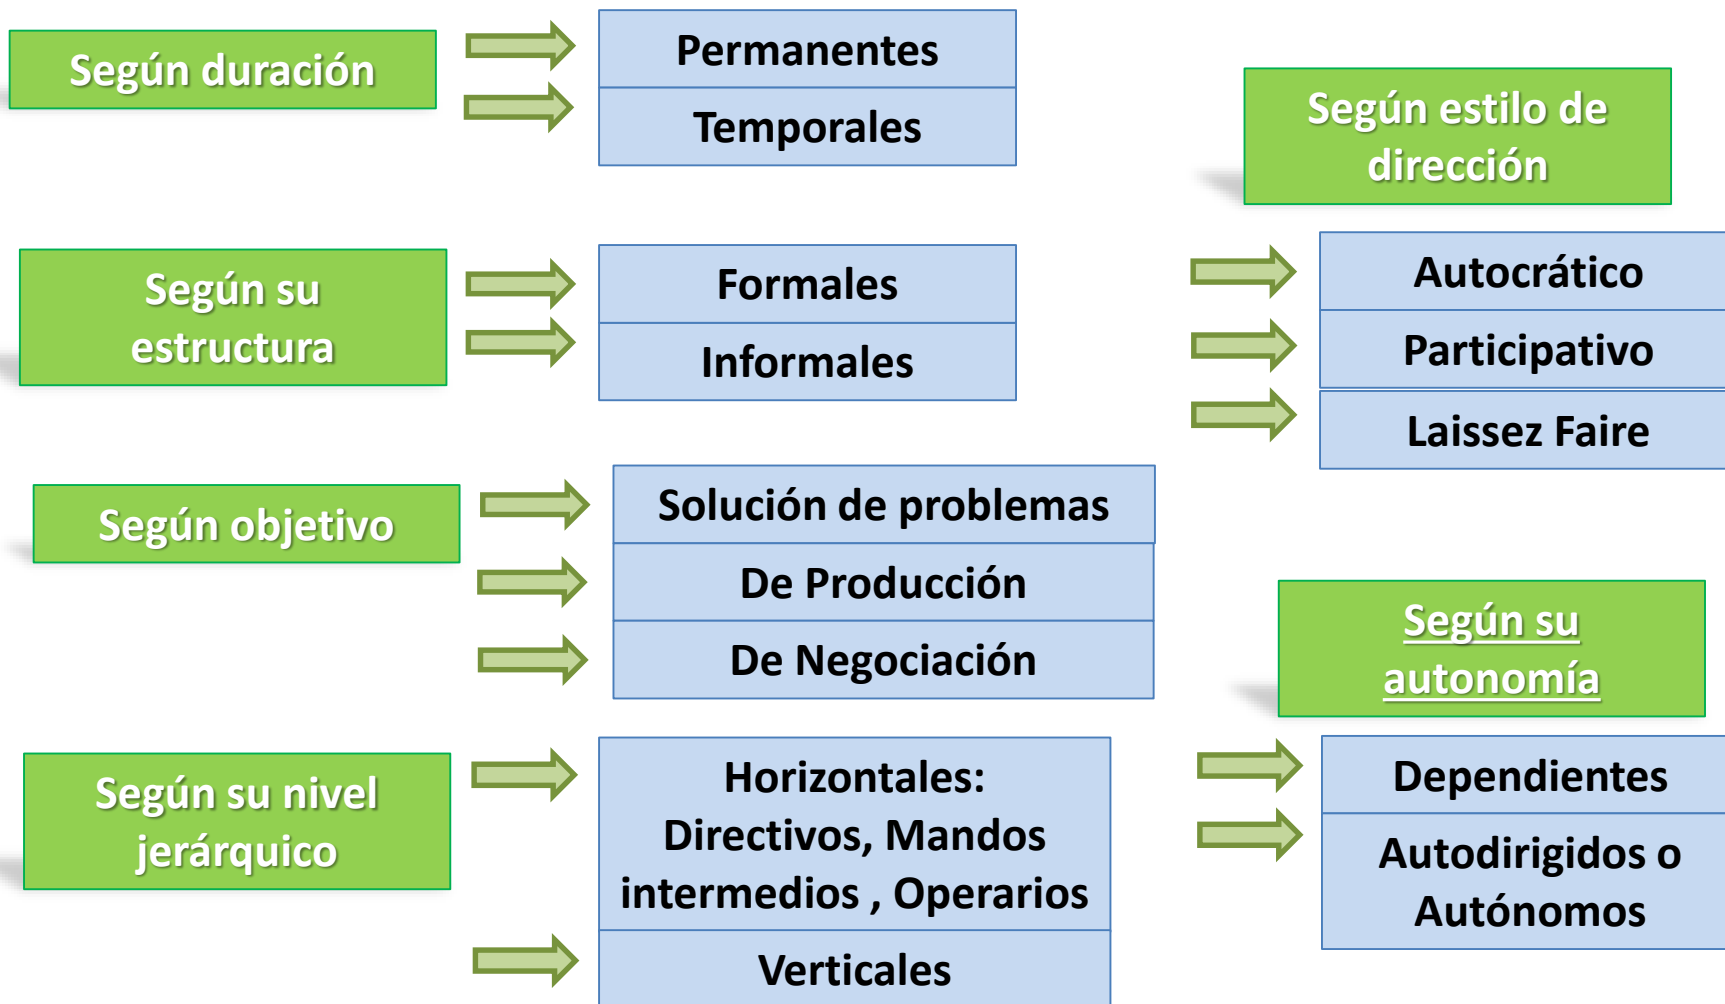 Según duración
Permanentes
Temporales
Según su
estructura
Formales
Informales
Según objetivo
Solución de problemas
De Producción
De Negociación
Según su nivel
jerárquico
Horizontales:
Directivos, Mandos
intermedios , Operarios
Verticales
Según estilo de
dirección
Autocrático
Participativo
Laissez Faire
Según su
autonomía
Dependientes
Autodirigidos o
Autónomos